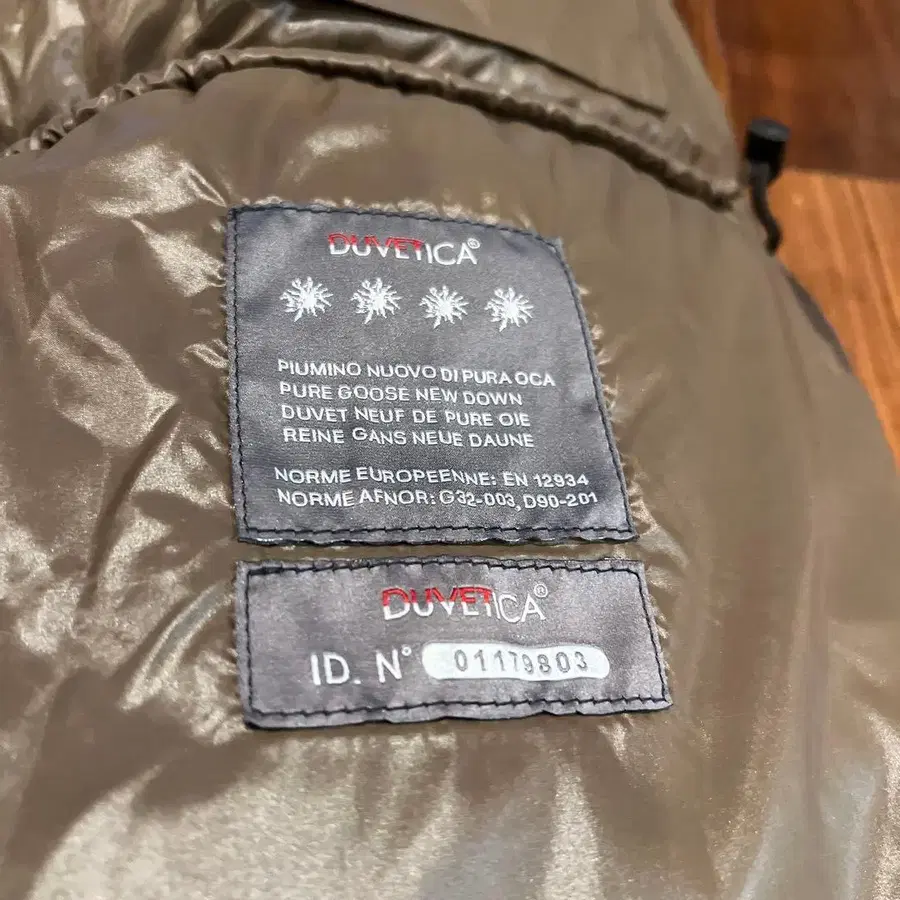 DUVETICA®
PIUMINO NUOVO DI PURA OCA
PURE GOOSE NEW DOWN
DUVET NEUF DE PURE OIE
REINE GANS NEUE DAUNE
NORME EUROPEENNE: EN 12934
NORME AFNOR: G32-003, D90-201
DUVETICA®
ID. N° 01179803